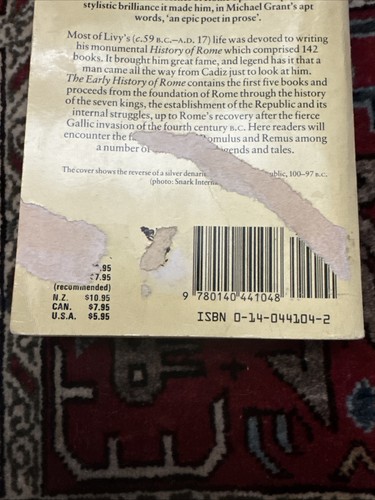 stylistic brilliance it made him, in Michael Grant's apt
words, 'an epic poet in prose'.
Most of Livy's (c.59 B.C.–A.D. 17) life was devoted to writing
his monumental History of Rome which comprised 142
books. It brought him great fame, and legend has it that a
man came all the way from Cadiz just to look at him.
The Early History of Rome contains the first five books and
proceeds from the foundation of Rome through the history
of the seven kings, the establishment of the Republic and its
internal struggles, up to Rome's recovery after the fierce
Gallic invasion of the fourth century B.C. Here readers will
encounter the omulus and Remus among
a number of ends and tales.
The cover shows the reverse of a silver denari blic, 100–97 B.C.
(photo: Snark Interna
.95
7.95
(recommended)
N.Z. $10.95
CAN. $7.95
U.S.A. $5.95
9 780140 441048
ISBN 0-14-044104-2